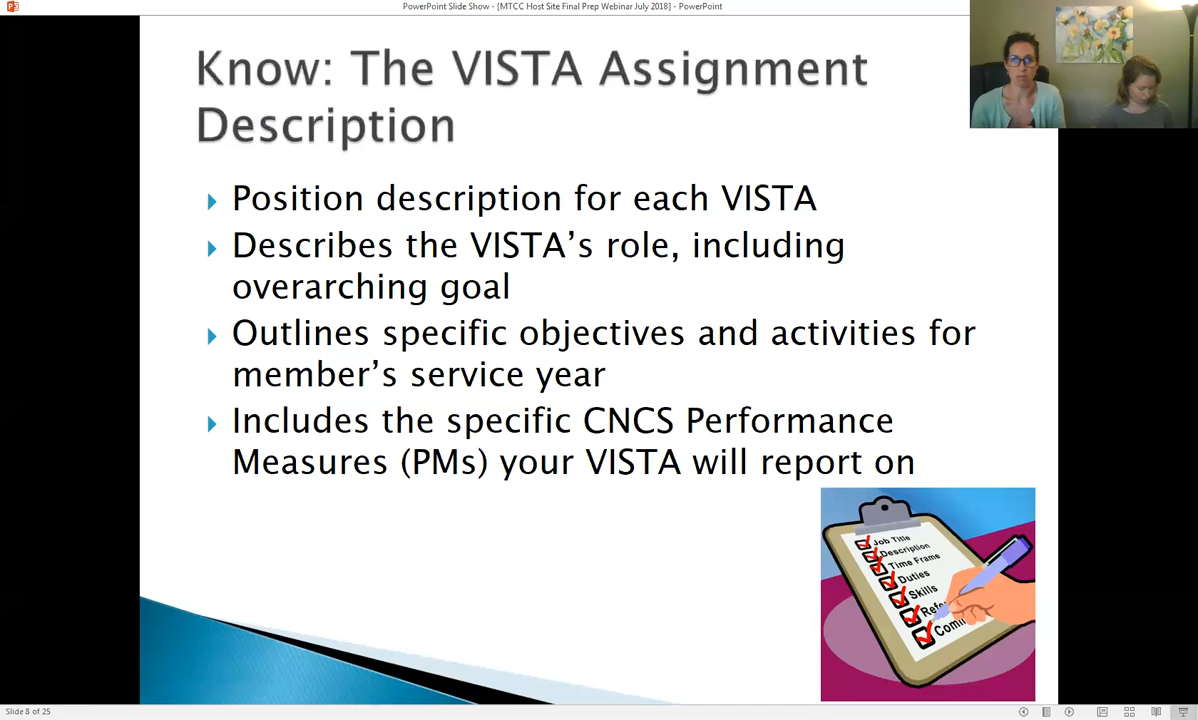 PowerPoint Slide Show - [MTCC Host Site Final Prep Webinar July 2018] - PowerPoint
Know: The VISTA Assignment
Description
Position description for each VISTA
Describes the VISTA’s role, including
overarching goal
Outlines specific objectives and activities for
member’s service year
Includes the specific CNCS Performance
Measures (PMs) your VISTA will report on
Job Title
Description
Time Frame
Duties
Skills
Slide 8 of 25